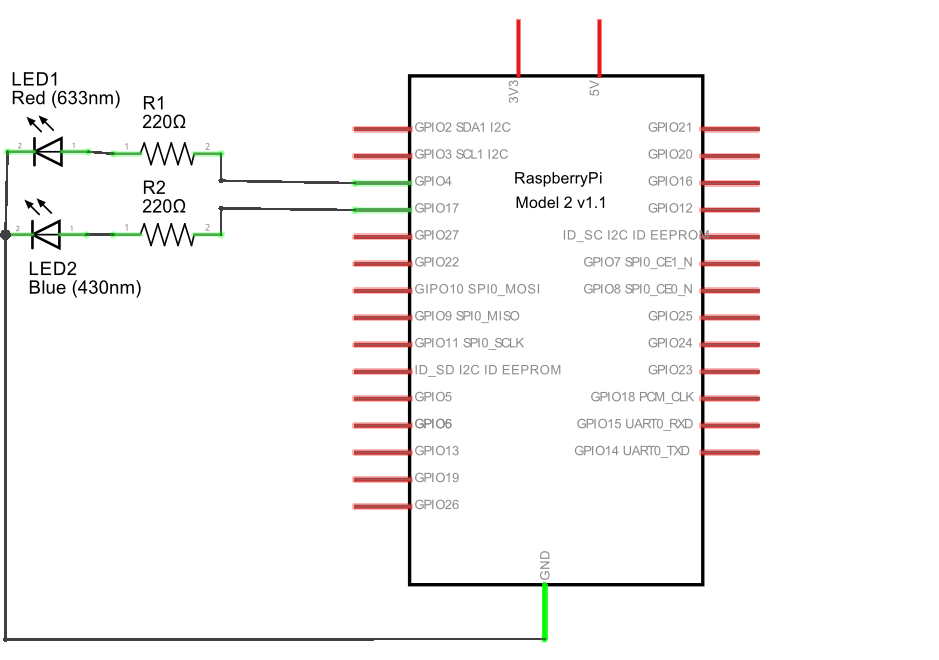 LED1
Red (633nm)
R1
220Ω
2
1
1
2
R2
220Ω
2
1
1
2
LED2
Blue (430nm)
3V3
5V
RaspberryPi
Model 2 v1.1
GPIO2 SDA1 I2C
GPIO3 SCL1 I2C
GPIO4
GPIO17
GPIO27
GPIO22
GIPO10 SPI0_MOSI
GPIO9 SPI0_MISO
GPIO11 SPI0_SCLK
ID_SD I2C ID EEPROM
GPIO5
GPIO6
GPIO13
GPIO19
GPIO26
GPIO21
GPIO20
GPIO16
GPIO12
ID_SC I2C ID EEPROM
GPIO7 SPI0_CE1_N
GPIO8 SPI0_CE0_N
GPIO25
GPIO24
GPIO23
GPIO18 PCM_CLK
GPIO15 UART0_RXD
GPIO14 UART0_TXD
GND